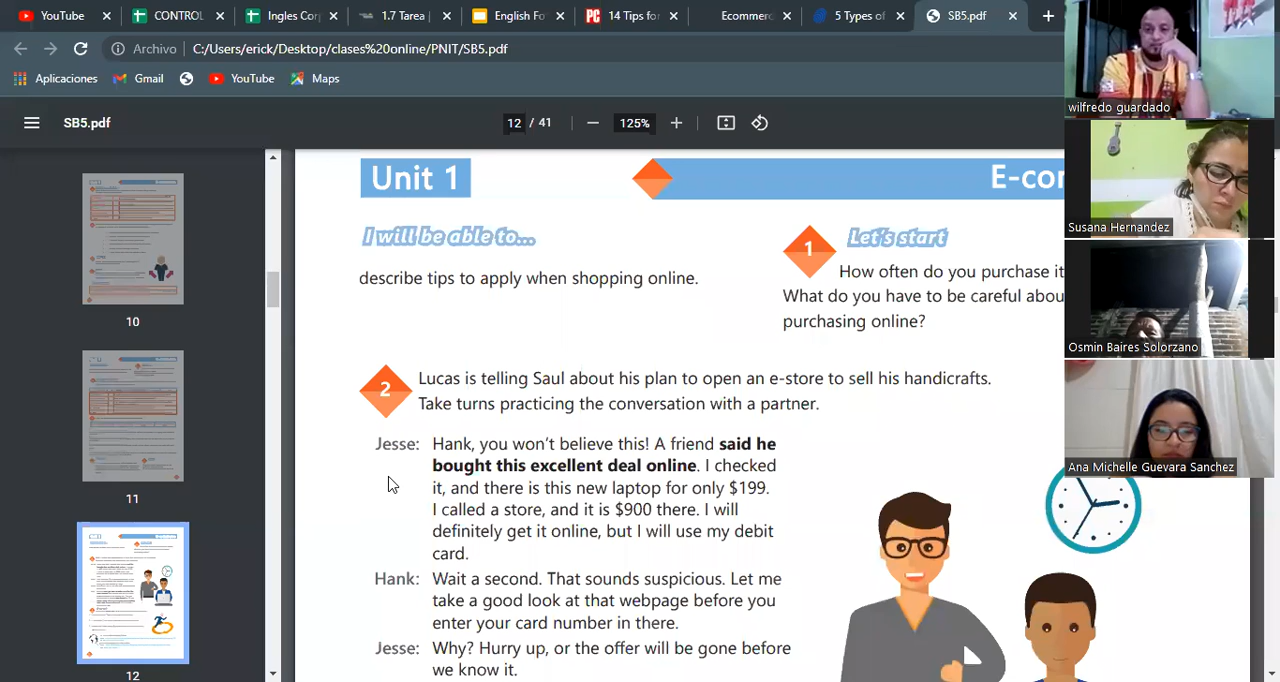 YouTube
CONTROL
Ingles Cor
1.7 Tarea |
English Fo
PC
14 Tips for
Ecommerc
5 Types of
SB5.pdf
Archivo
C:/Users/erick/Desktop/clases%20online/PNIT/SB5.pdf
Aplicaciones
Gmail
YouTube
Maps
SB5.pdf
12 / 41
125%
10
11
12
Unit 1
E-con
I will be able to...
describe tips to apply when shopping online.
1
Let's start
How often do you purchase it
What do you have to be careful abou
purchasing online?
2
Lucas is telling Saul about his plan to open an e-store to sell his handicrafts.
Take turns practicing the conversation with a partner.
Jesse: Hank, you won't believe this! A friend said he
bought this excellent deal online. I checked
it, and there is this new laptop for only $199.
I called a store, and it is $900 there. I will
definitely get it online, but I will use my debit
card.
Hank: Wait a second. That sounds suspicious. Let me
take a good look at that webpage before you
enter your card number in there.
Jesse: Why? Hurry up, or the offer will be gone before
we know it.
wilfredo guardado
Susana Hernandez
Osmin Baires Solorzano
Ana Michelle Guevara Sanchez